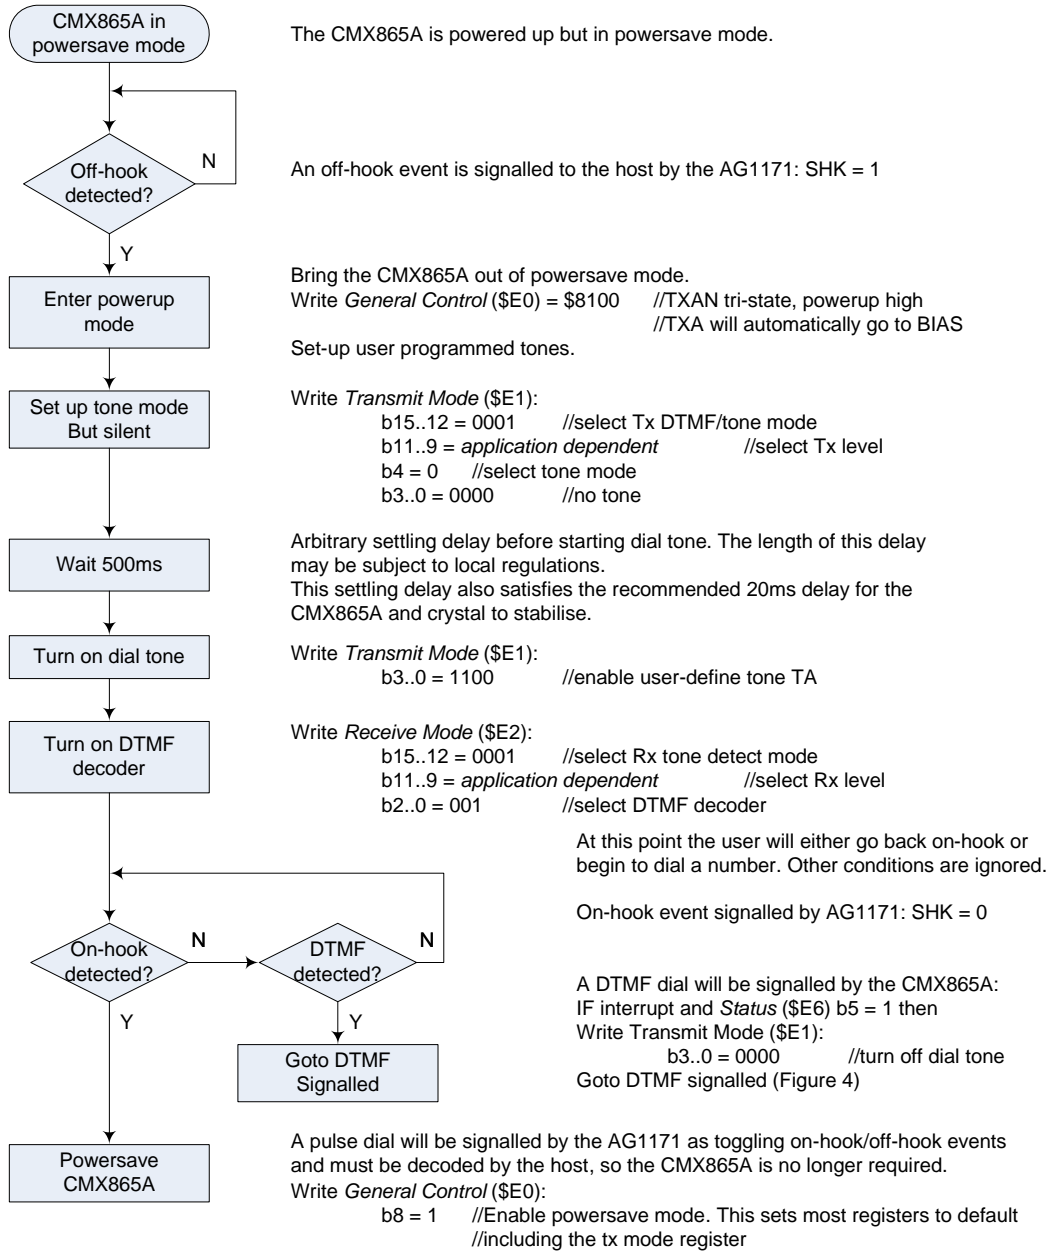 CMX865A in
powersave mode
The CMX865A is powered up but in powersave mode.
Off-hook
detected?
N
Y
An off-hook event is signalled to the host by the AG1171: SHK = 1
Enter powerup
mode
Bring the CMX865A out of powersave mode.
Write General Control ($E0) = $8100 //TXAN tri-state, powerup high
//TXA will automatically go to BIAS
Set-up user programmed tones.
Set up tone mode
But silent
Write Transmit Mode ($E1):
b15..12 = 0001 //select Tx DTMF/tone mode
b11..9 = application dependent //select Tx level
b4 = 0 //select tone mode
b3..0 = 0000 //no tone
Wait 500ms
Arbitrary settling delay before starting dial tone. The length of this delay
may be subject to local regulations.
This settling delay also satisfies the recommended 20ms delay for the
CMX865A and crystal to stabilise.
Turn on dial tone
Write Transmit Mode ($E1):
b3..0 = 1100 //enable user-define tone TA
Turn on DTMF
decoder
Write Receive Mode ($E2):
b15..12 = 0001 //select Rx tone detect mode
b11..9 = application dependent //select Rx level
b2..0 = 001 //select DTMF decoder
At this point the user will either go back on-hook or
begin to dial a number. Other conditions are ignored.
On-hook event signalled by AG1171: SHK = 0
On-hook
detected?
N
Y
DTMF
detected?
N
Y
Goto DTMF
Signalled
A DTMF dial will be signalled by the CMX865A:
IF interrupt and Status ($E6) b5 = 1 then
Write Transmit Mode ($E1):
b3..0 = 0000 //turn off dial tone
Goto DTMF signalled (Figure 4)
Powersave
CMX865A
A pulse dial will be signalled by the AG1171 as toggling on-hook/off-hook events
and must be decoded by the host, so the CMX865A is no longer required.
Write General Control ($E0):
b8 = 1 //Enable powersave mode. This sets most registers to default
//including the tx mode register